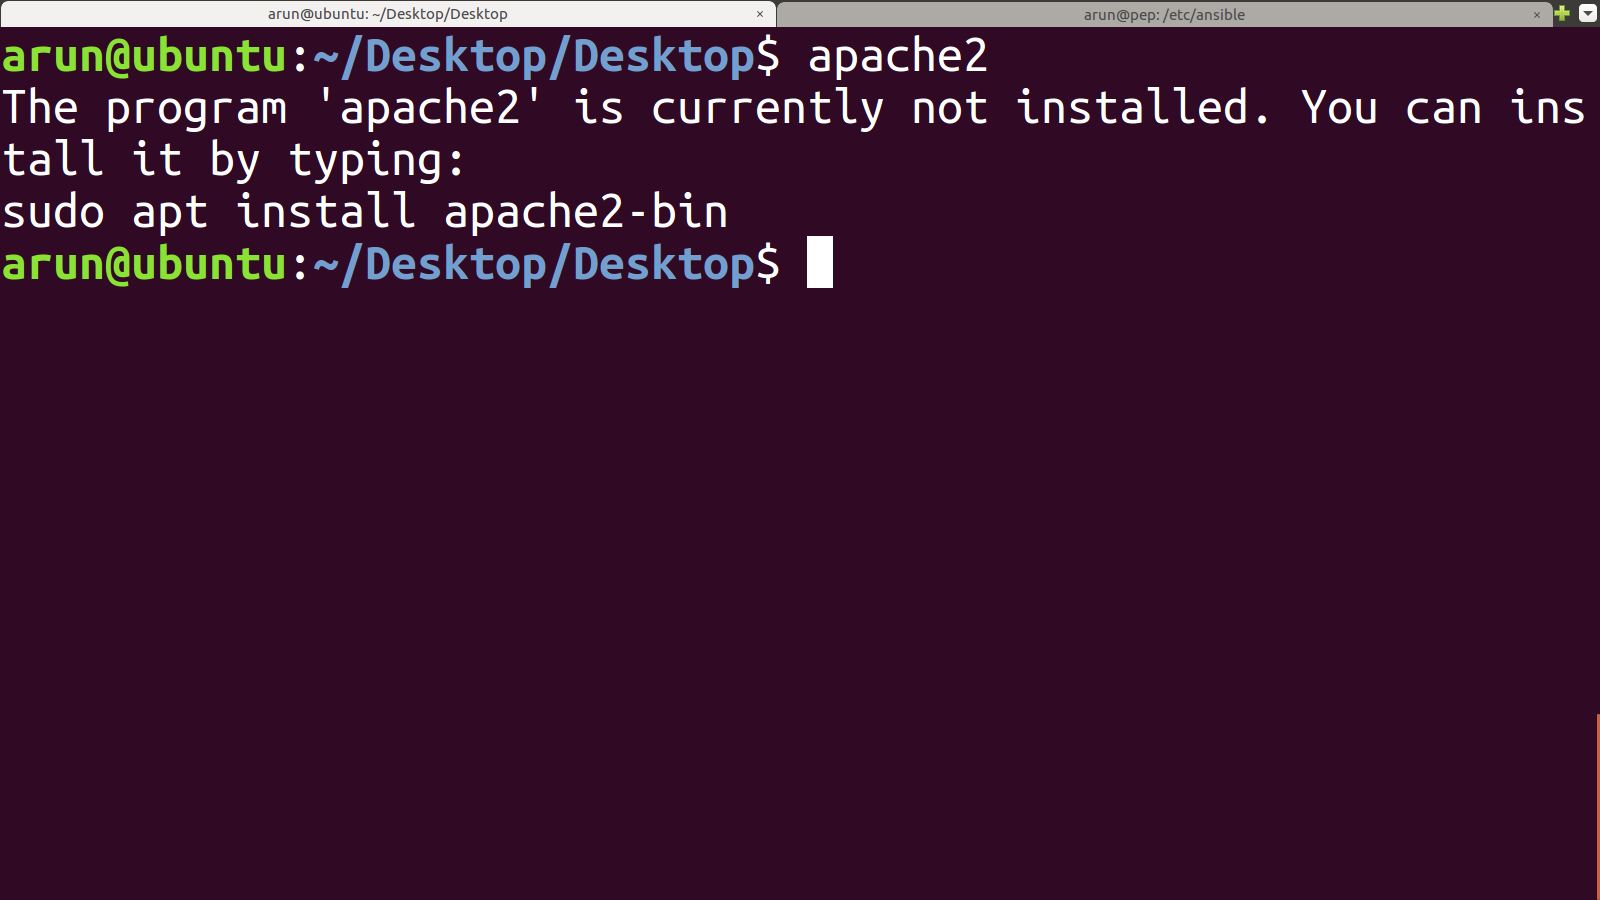 arun@ubuntu: ~/Desktop/Desktop × arun@pep: /etc/ansible ×
arun@ubuntu:~/Desktop/Desktop$ apache2
The program 'apache2' is currently not installed. You can ins
tall it by typing:
sudo apt install apache2-bin
arun@ubuntu:~/Desktop/Desktop$